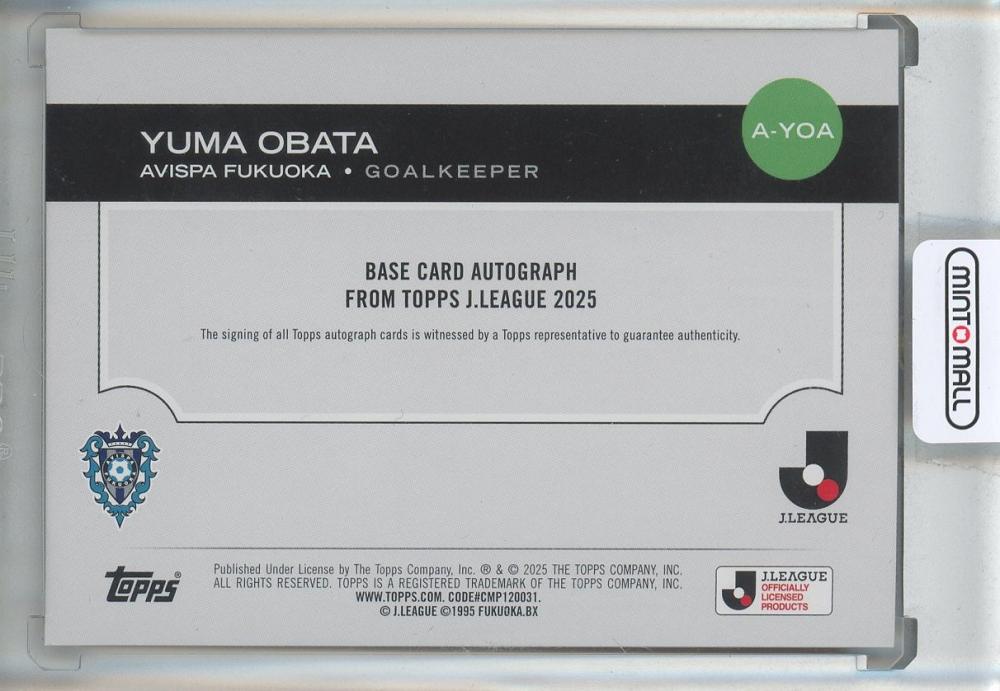 YUMA OBATA
AVISPA FUKUOKA • GOALKEEPER
A-YOA
BASE CARD AUTOGRAPH
FROM TOPPS J.LEAGUE 2025
The signing of all Topps autograph cards is witnessed by a Topps representative to guarantee authenticity.
MINTMALL
AVISPA
J.LEAGUE
TOPPS®
Published Under License by The Topps Company, Inc. ® & © 2025 THE TOPPS COMPANY, INC.
ALL RIGHTS RESERVED. TOPPS IS A REGISTERED TRADEMARK OF THE TOPPS COMPANY, INC.
WWW.TOPPS.COM. CODE#CMP120031.
© J.LEAGUE ©1995 FUKUOKA.BX
J.LEAGUE
OFFICIALLY
LICENSED
PRODUCTS